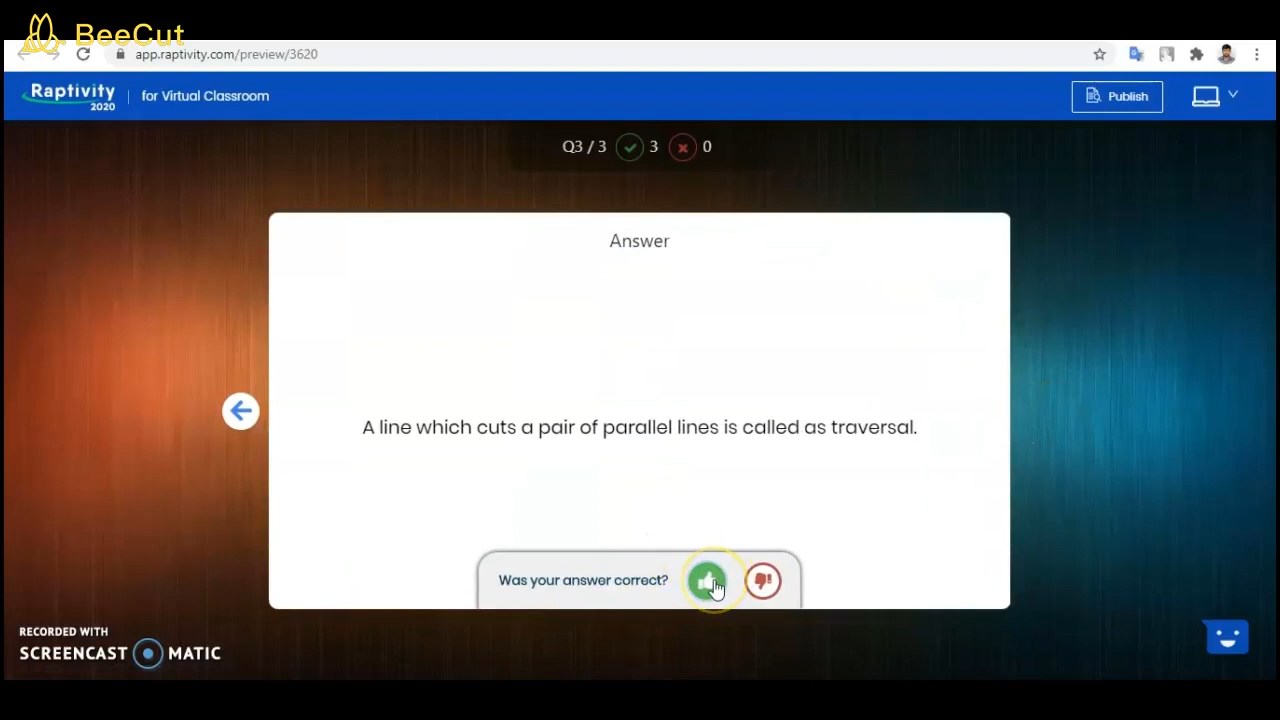 BeeCut
app.raptivity.com/preview/3620
Raptivity
2020
for Virtual Classroom
Publish
Q3 / 3 3 0
Answer
A line which cuts a pair of parallel lines is called as traversal.
Was your answer correct?
RECORDED WITH
SCREENCAST MATIC